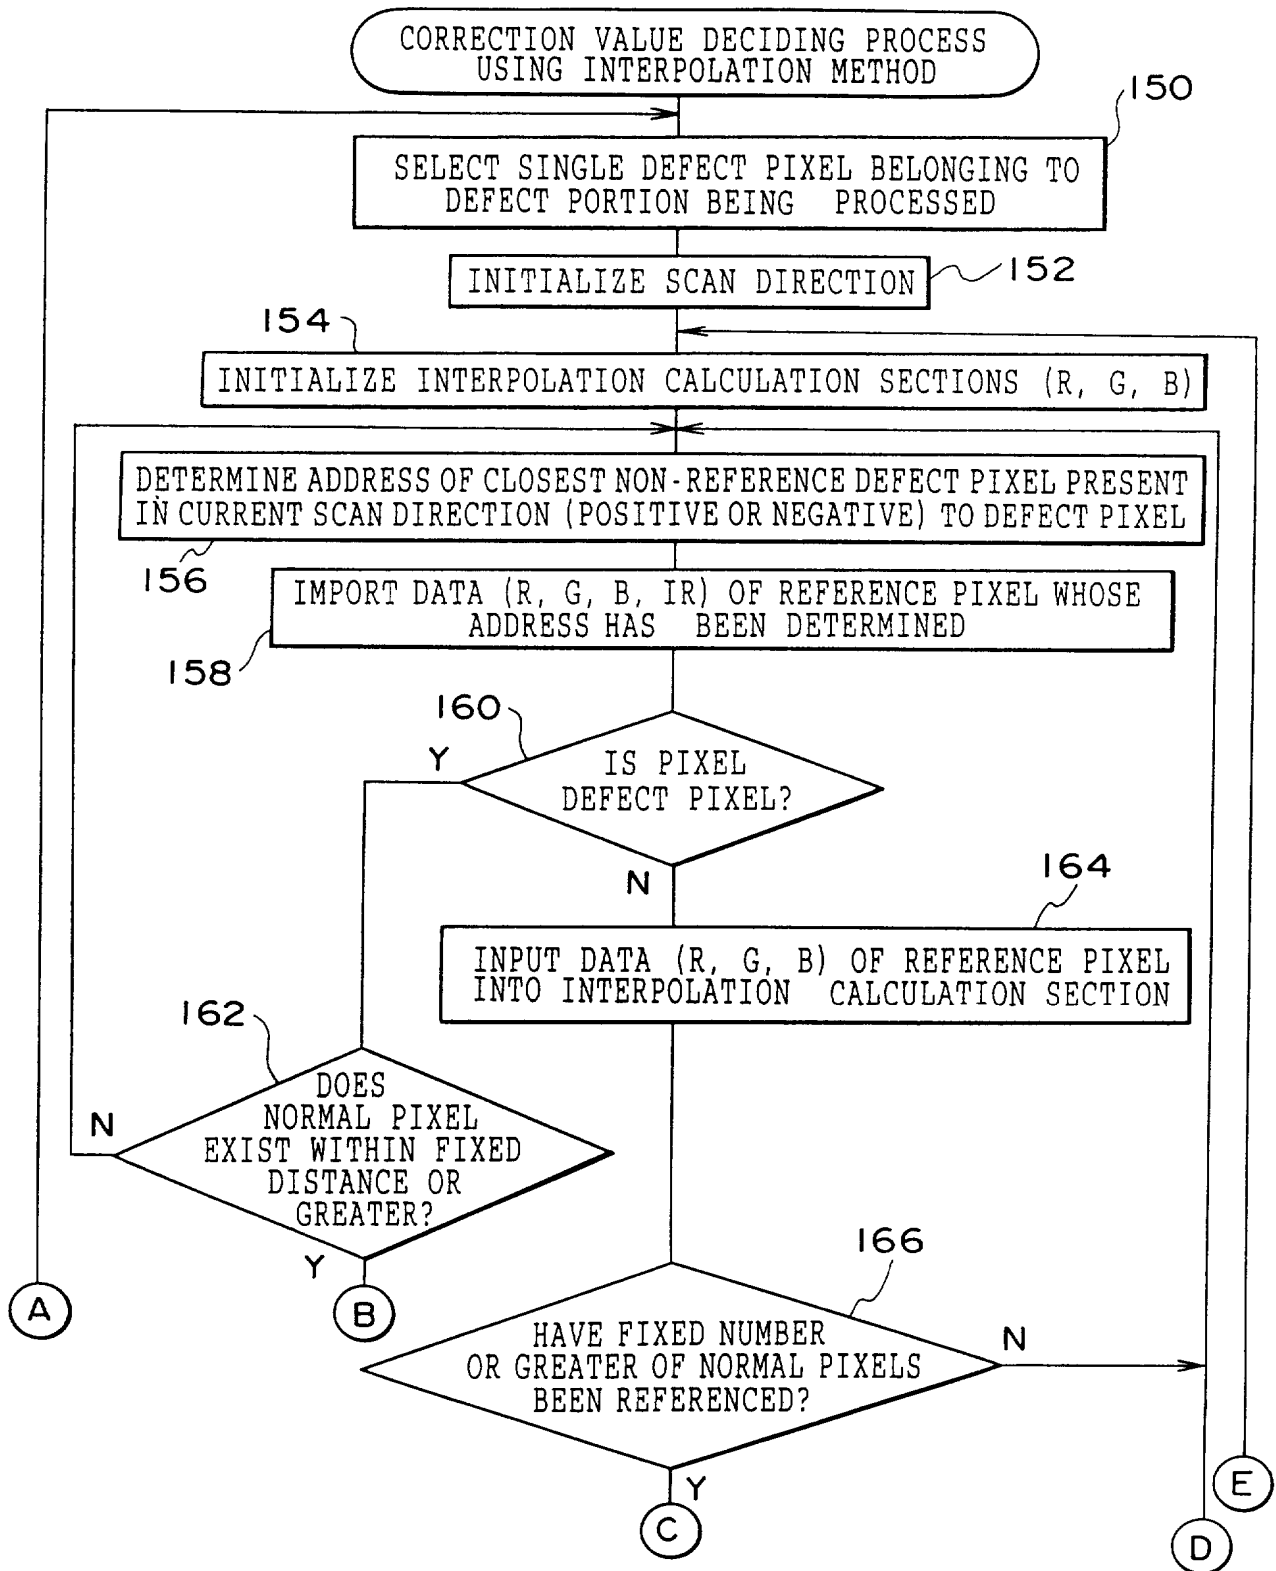 CORRECTION VALUE DECIDING PROCESS
USING INTERPOLATION METHOD
150
SELECT SINGLE DEFECT PIXEL BELONGING TO
DEFECT PORTION BEING PROCESSED
INITIALIZE SCAN DIRECTION
152
154
INITIALIZE INTERPOLATION CALCULATION SECTIONS (R, G, B)
DETERMINE ADDRESS OF CLOSEST NON-REFERENCE DEFECT PIXEL PRESENT
IN CURRENT SCAN DIRECTION (POSITIVE OR NEGATIVE) TO DEFECT PIXEL
156
IMPORT DATA (R, G, B, IR) OF REFERENCE PIXEL WHOSE
ADDRESS HAS BEEN DETERMINED
158
160
Y
IS PIXEL
DEFECT PIXEL?
N
164
INPUT DATA (R, G, B) OF REFERENCE PIXEL
INTO INTERPOLATION CALCULATION SECTION
162
N
DOES
NORMAL PIXEL
EXIST WITHIN FIXED
DISTANCE OR
GREATER?
Y
166
A
B
HAVE FIXED NUMBER
OR GREATER OF NORMAL PIXELS
BEEN REFERENCED?
N
Y
C
E
D